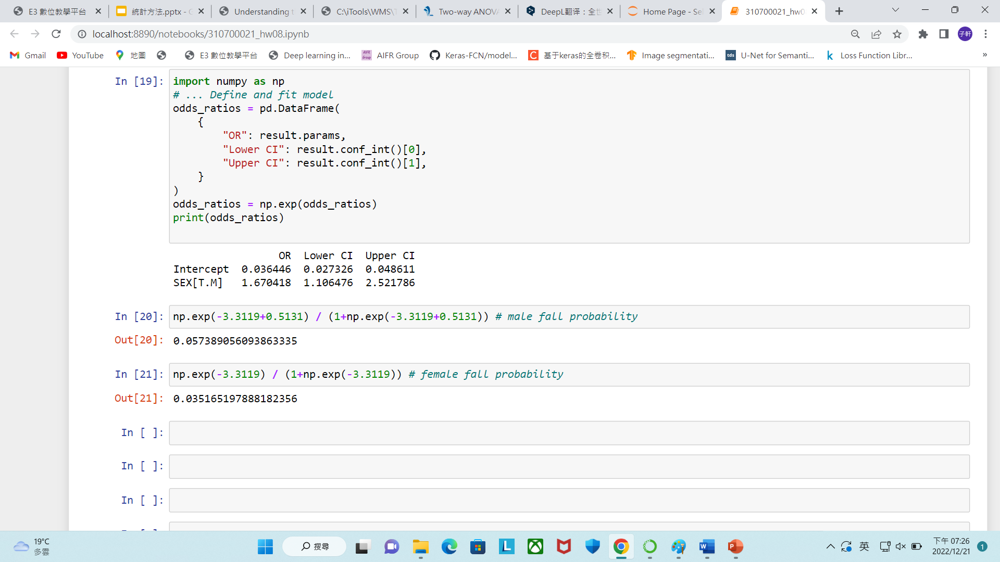 E3 數位教學平台
統計方法.pptx - G
Understanding t
C:\iTools\WMS\T
Two-way ANOVA
DeepL翻译：全世
Home Page - Sel
310700021_hw0
localhost:8890/notebooks/310700021_hw08.ipynb
子軒
Gmail
YouTube
地圖
E3 數位教學平台
Deep learning in...
AIFR Group
AIFR Group
Keras-FCN/model...
C
基于keras的全卷积...
Image segmentati...
tds
U-Net for Semanti...
k
Loss Function Libr...
»
In [19]:
import numpy as np
# ... Define and fit model
odds_ratios = pd.DataFrame(
{
"OR": result.params,
"Lower CI": result.conf_int()[0],
"Upper CI": result.conf_int()[1],
}
)
odds_ratios = np.exp(odds_ratios)
print(odds_ratios)
OR Lower CI Upper CI
Intercept 0.036446 0.027326 0.048611
SEX[T.M] 1.670418 1.106476 2.521786
In [20]:
np.exp(-3.3119+0.5131) / (1+np.exp(-3.3119+0.5131)) # male fall probability
Out[20]:
0.057389056093863335
In [21]:
np.exp(-3.3119) / (1+np.exp(-3.3119)) # female fall probability
Out[21]:
0.035165197888182356
In [ ]:
In [ ]:
In [ ]:
19°C
多雲
搜尋
L
W
P
英
下午 07:26
2022/12/21
1